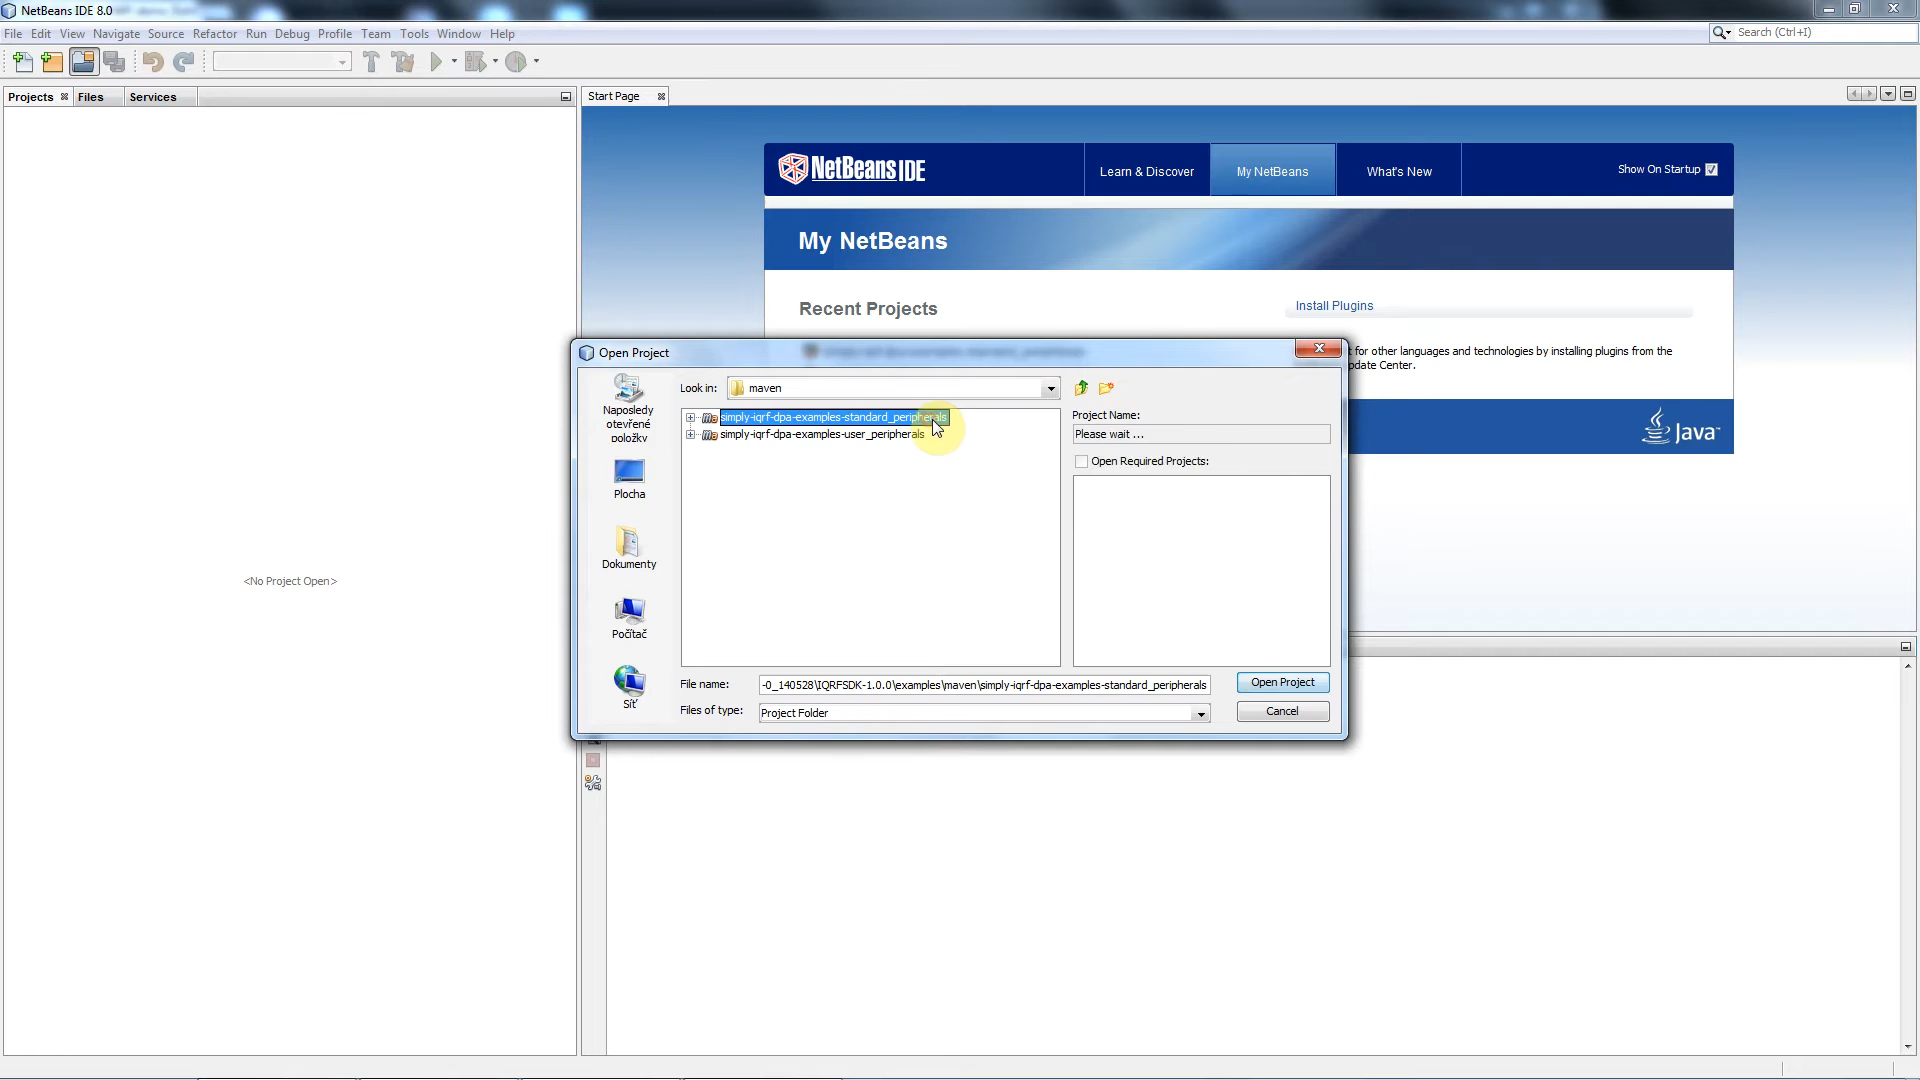 NetBeans IDE 8.0
File Edit View Navigate Source Refactor Run Debug Profile Team Tools Window Help
Search (Ctrl+I)
Projects Files Services
Start Page
NetBeans IDE
Learn & Discover
My NetBeans
What's New
Show On Startup
My NetBeans
Recent Projects
Install Plugins
t for other languages and technologies by installing plugins from the
pdate Center.
Java
<No Project Open>
Open Project
Look in: maven
Naposledy
otevřené
položky
Plocha
Dokumenty
Počítač
Síť
simply-iqrf-dpa-examples-standard_peripherals
simply-iqrf-dpa-examples-user_peripherals
Project Name:
Please wait ...
Open Required Projects:
File name: -0_140528\IQRFSDK-1.0.0\examples\maven\simply-iqrf-dpa-examples-standard_peripherals
Open Project
Files of type: Project Folder
Cancel